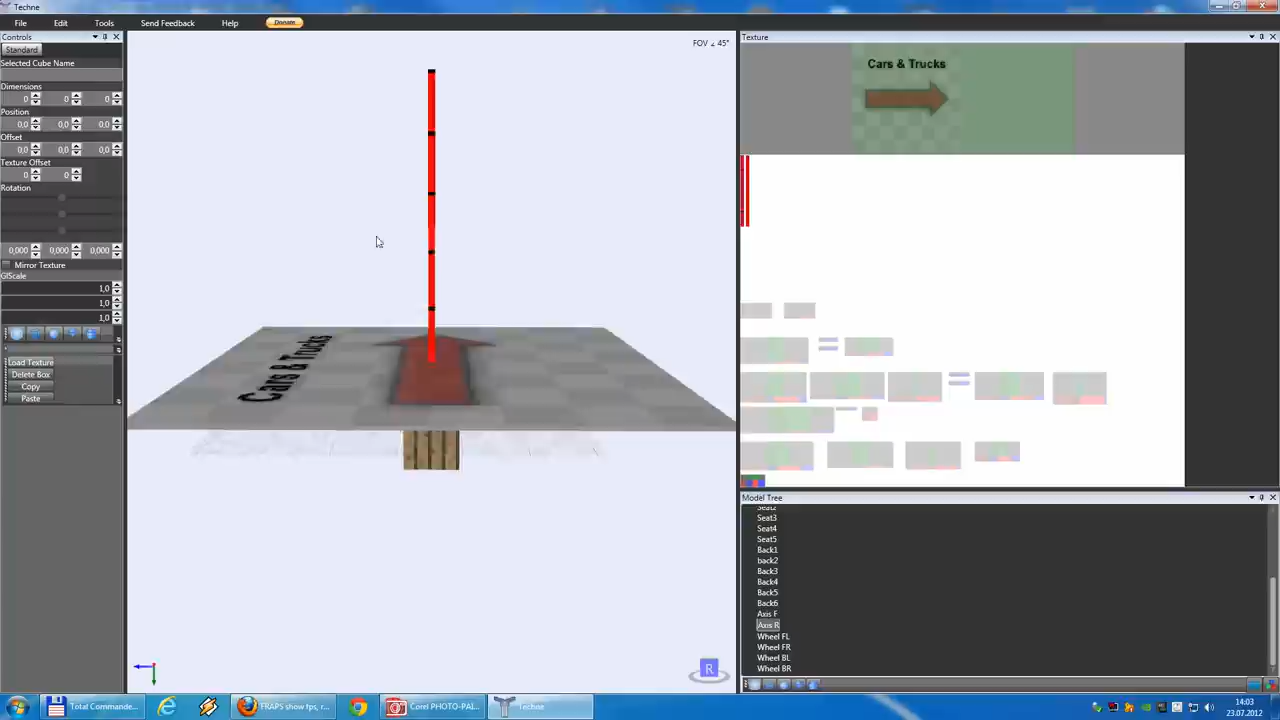 Techne
File Edit Tools Send Feedback Help Donate
Controls
Standard
Selected Cube Name
Dimensions
0 0 0
Position
0,0 0,0 0,0
Offset
0,0 0,0 0,0
Texture Offset
0 0
Rotation
0,000 0,000 0,000
Mirror Texture
GlScale
1,0
1,0
1,0
Load Texture
Delete Box
Copy
Paste
FOV ∠ 45°
Cars & Trucks
R
Texture
Cars & Trucks
Model Tree
Seat2
Seat3
Seat4
Seat5
Back1
back2
Back3
Back4
Back5
Back6
Axis F
Axis R
Wheel FL
Wheel FR
Wheel BL
Wheel BR
Total Commande... FRAPS show fps, r... Corel PHOTO-PAI... Techne
14:03
23.07.2012